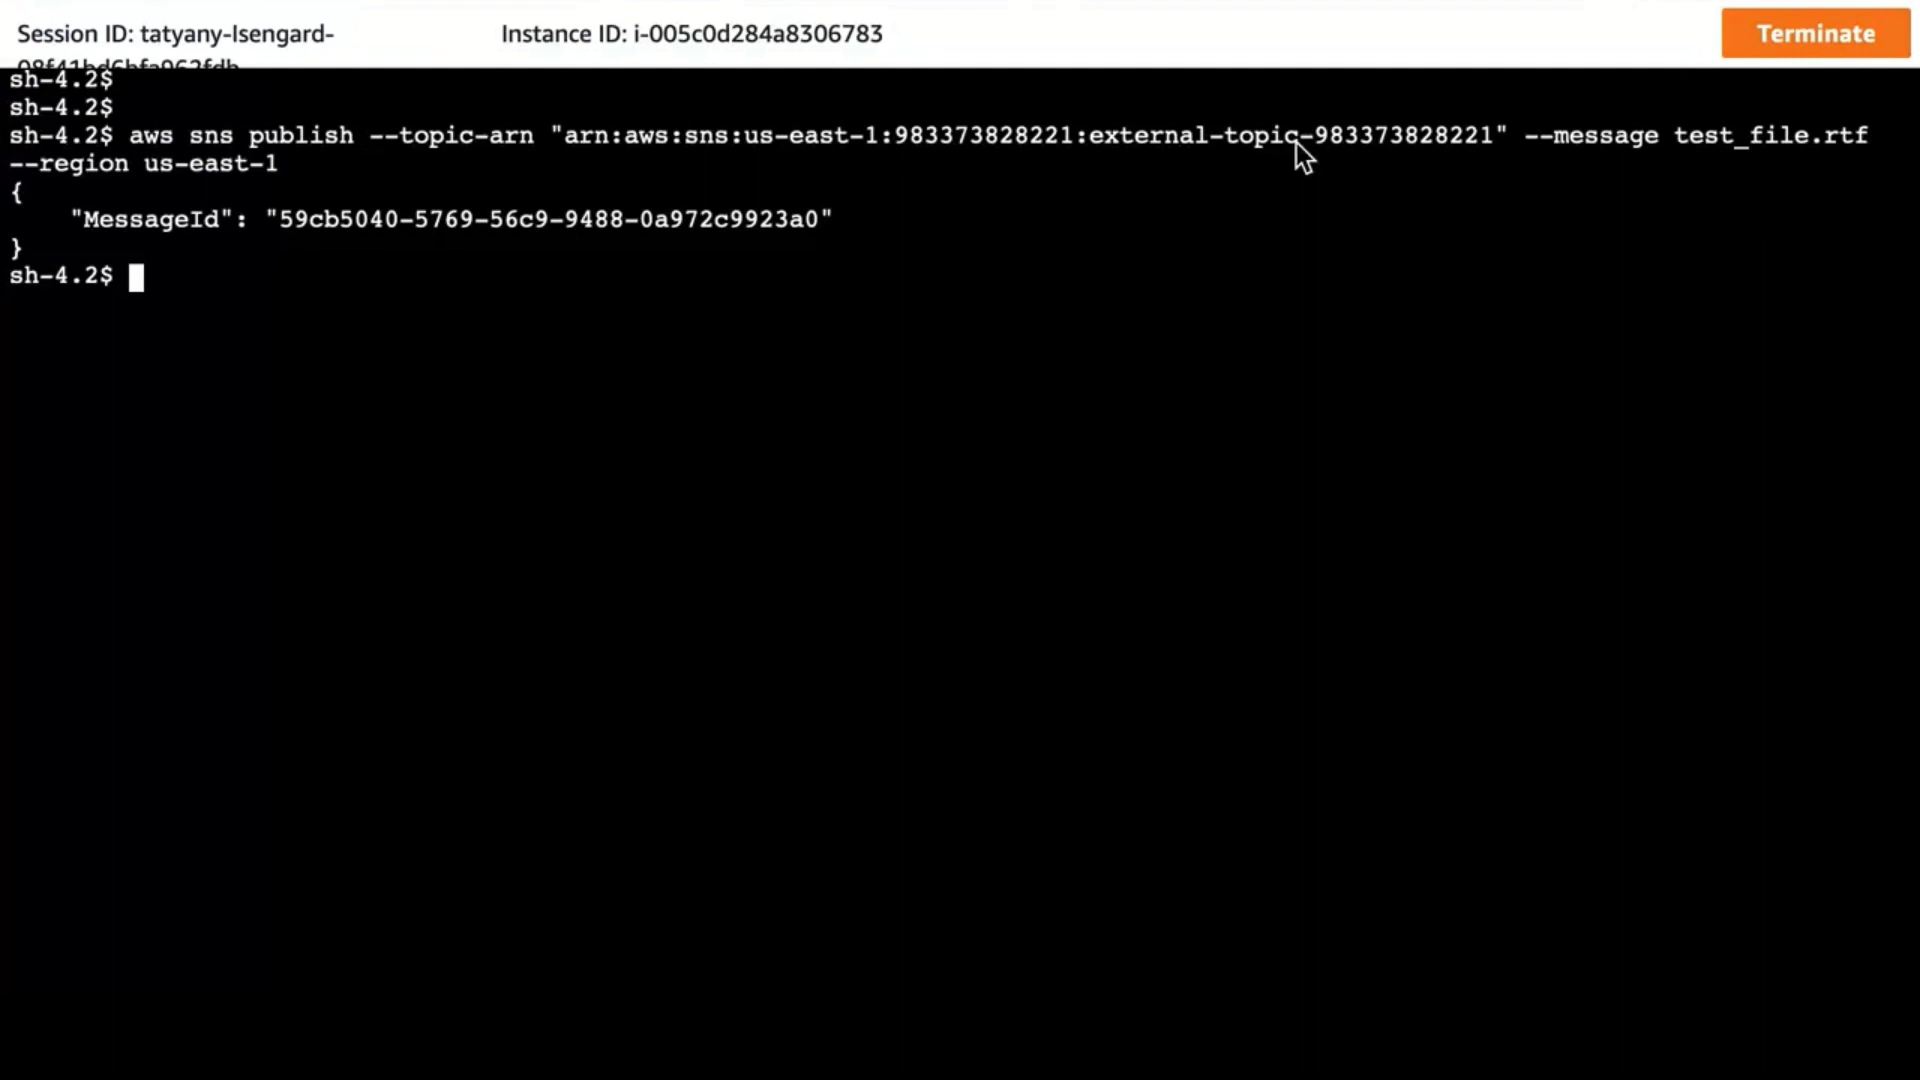 Session ID: tatyany-Isengard-
Instance ID: i-005c0d284a8306783
Terminate
sh-4.2$
sh-4.2$
sh-4.2$ aws sns publish --topic-arn "arn:aws:sns:us-east-1:983373828221:external-topic-983373828221" --message test_file.rtf
--region us-east-1
{
    "MessageId": "59cb5040-5769-56c9-9488-0a972c9923a0"
}
sh-4.2$